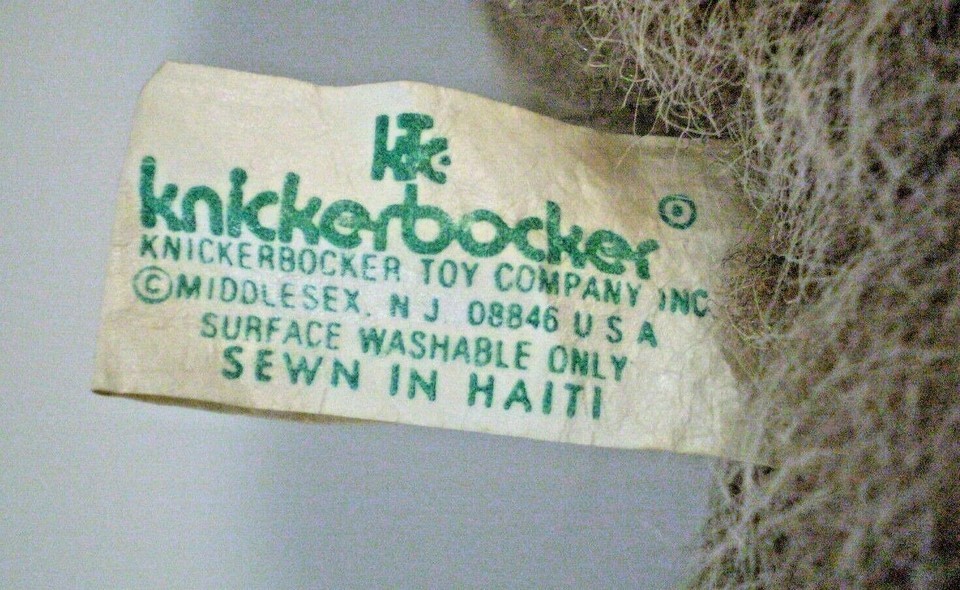 KTC
knickerbocker ®
KNICKERBOCKER TOY COMPANY INC.
© MIDDLESEX, N J. 08846 U S A
SURFACE WASHABLE ONLY
SEWN IN HAITI